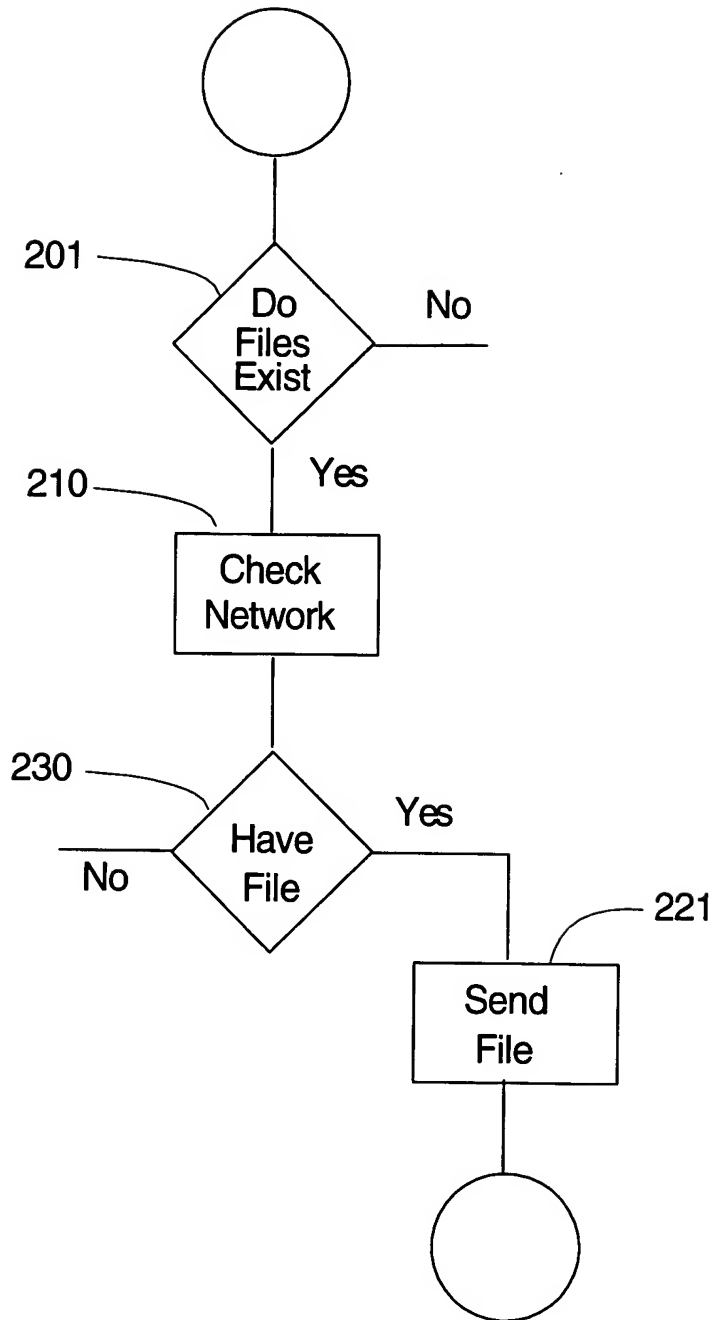 201
Do
Files
Exist
No
Yes
210
Check
Network
230
Have
File
Yes
No
221
Send
File